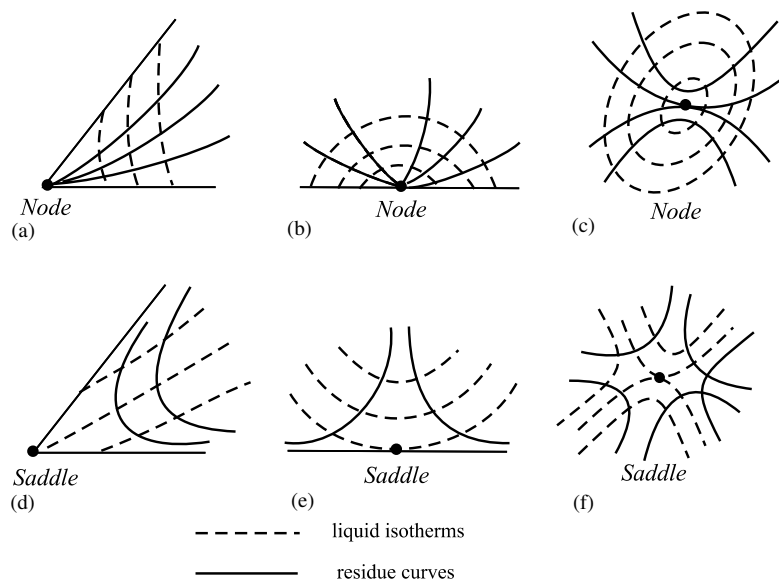 Node
(a)
Node
(b)
Node
(c)
Saddle
(d)
Saddle
(e)
Saddle
(f)
liquid isotherms
residue curves